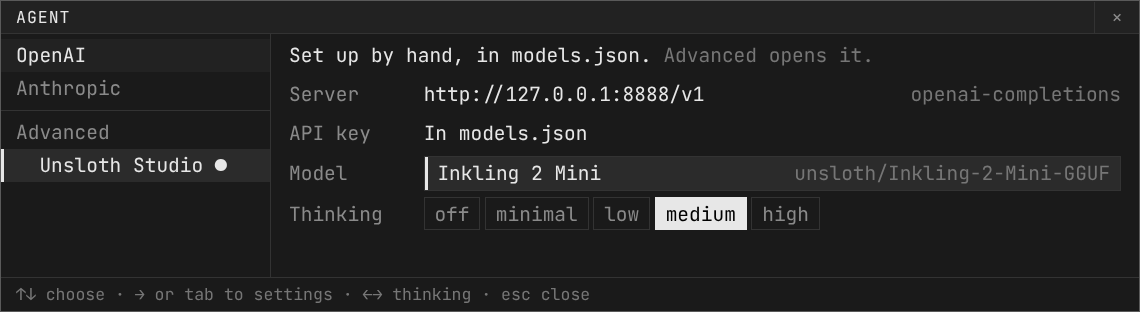 AGENT ×
OpenAI
Anthropic
Advanced
Unsloth Studio
Set up by hand, in models.json. Advanced opens it.
Server http://127.0.0.1:8888/v1 openai-completions
API key In models.json
Model Inkling 2 Mini unsloth/Inkling-2-Mini-GGUF
Thinking off minimal low medium high
↑↓ choose · → or tab to settings · ←→ thinking · esc close